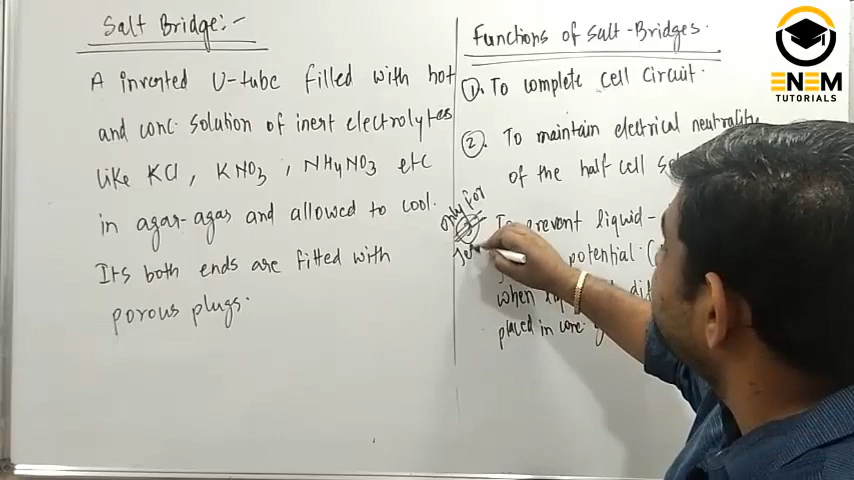 Salt Bridge:-
A inverted U-tube filled with hot
and conc. solution of inert electrolytes
like KCl, KNO3, NH4NO3 etc
in agar-agar and allowed to cool.
Its both ends are fitted with
porous plugs.
Functions of Salt-Bridges.
①. To complete cell circuit.
② To maintain electrical neutrality
of the half cell
only for
To prevent liquid-
potential (
when
placed in conc.
ENEM
TUTORIALS